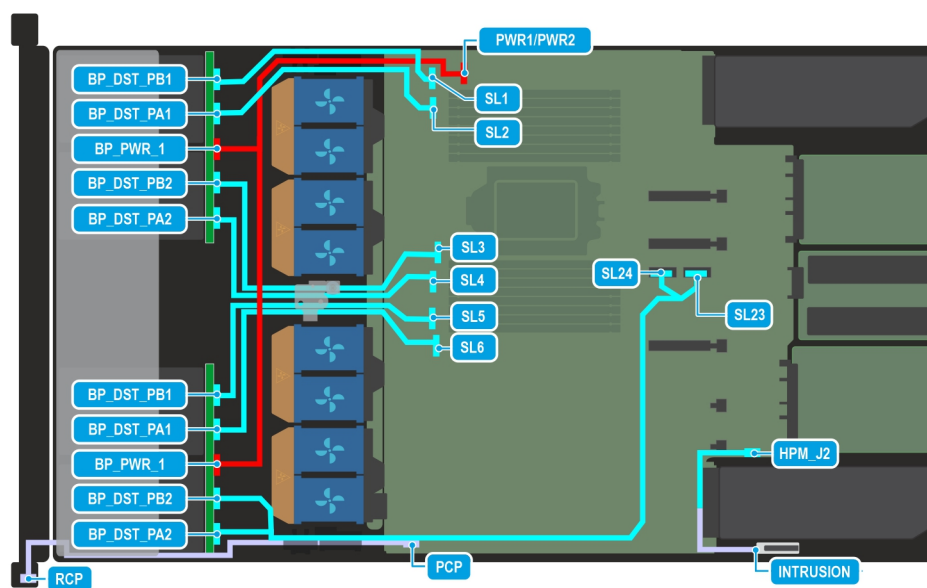 PWR1/PWR2
BP_DST_PB1
SL1
BP_DST_PA1
SL2
BP_PWR_1
BP_DST_PB2
BP_DST_PA2
SL3
SL4
SL24
SL5
SL23
SL6
BP_DST_PB1
BP_DST_PA1
HPM_J2
BP_PWR_1
BP_DST_PB2
BP_DST_PA2
PCP
INTRUSION
RCP